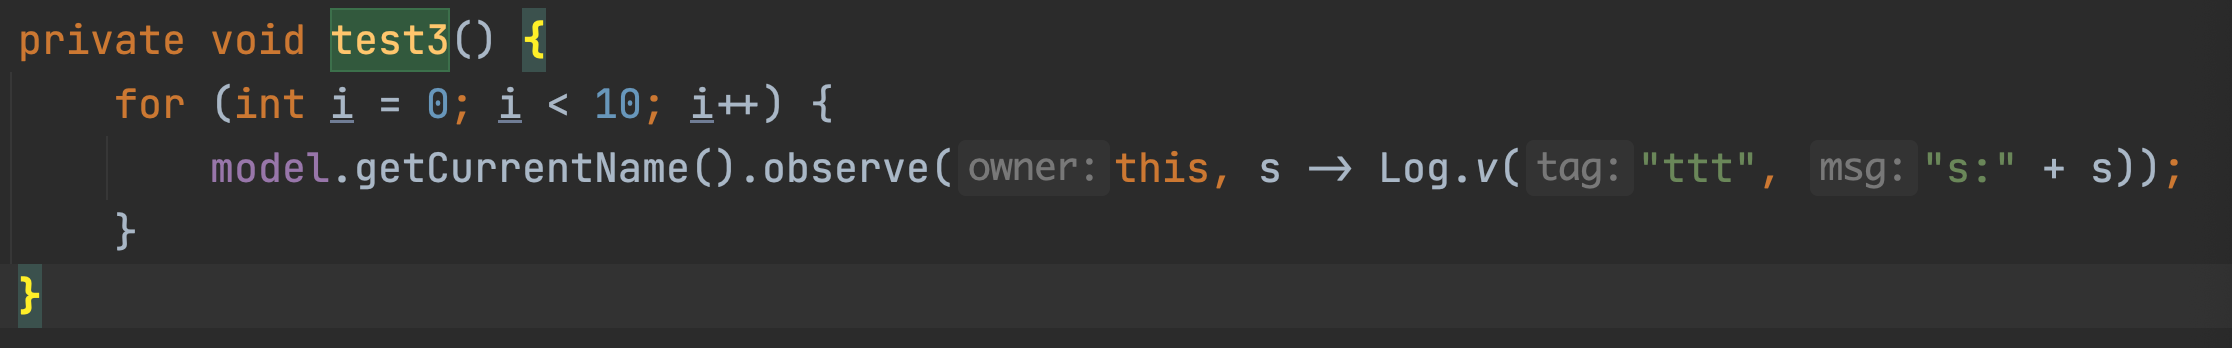 private void test3() {
for (int i = 0; i < 10; i++) {
model.getCurrentName().observe( owner: this, s -> Log.v( tag: "ttt", msg: "s:" + s));
}
}